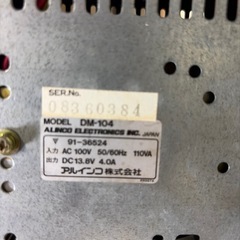 SER.No.
08360384
MODEL DM-104
ALINCO ELECTRONICS INC. JAPAN
▽ 91-36524
入力 AC 100V 50/60Hz 110VA
出力 DC13.8V 4.0A
アルインコ株式会社